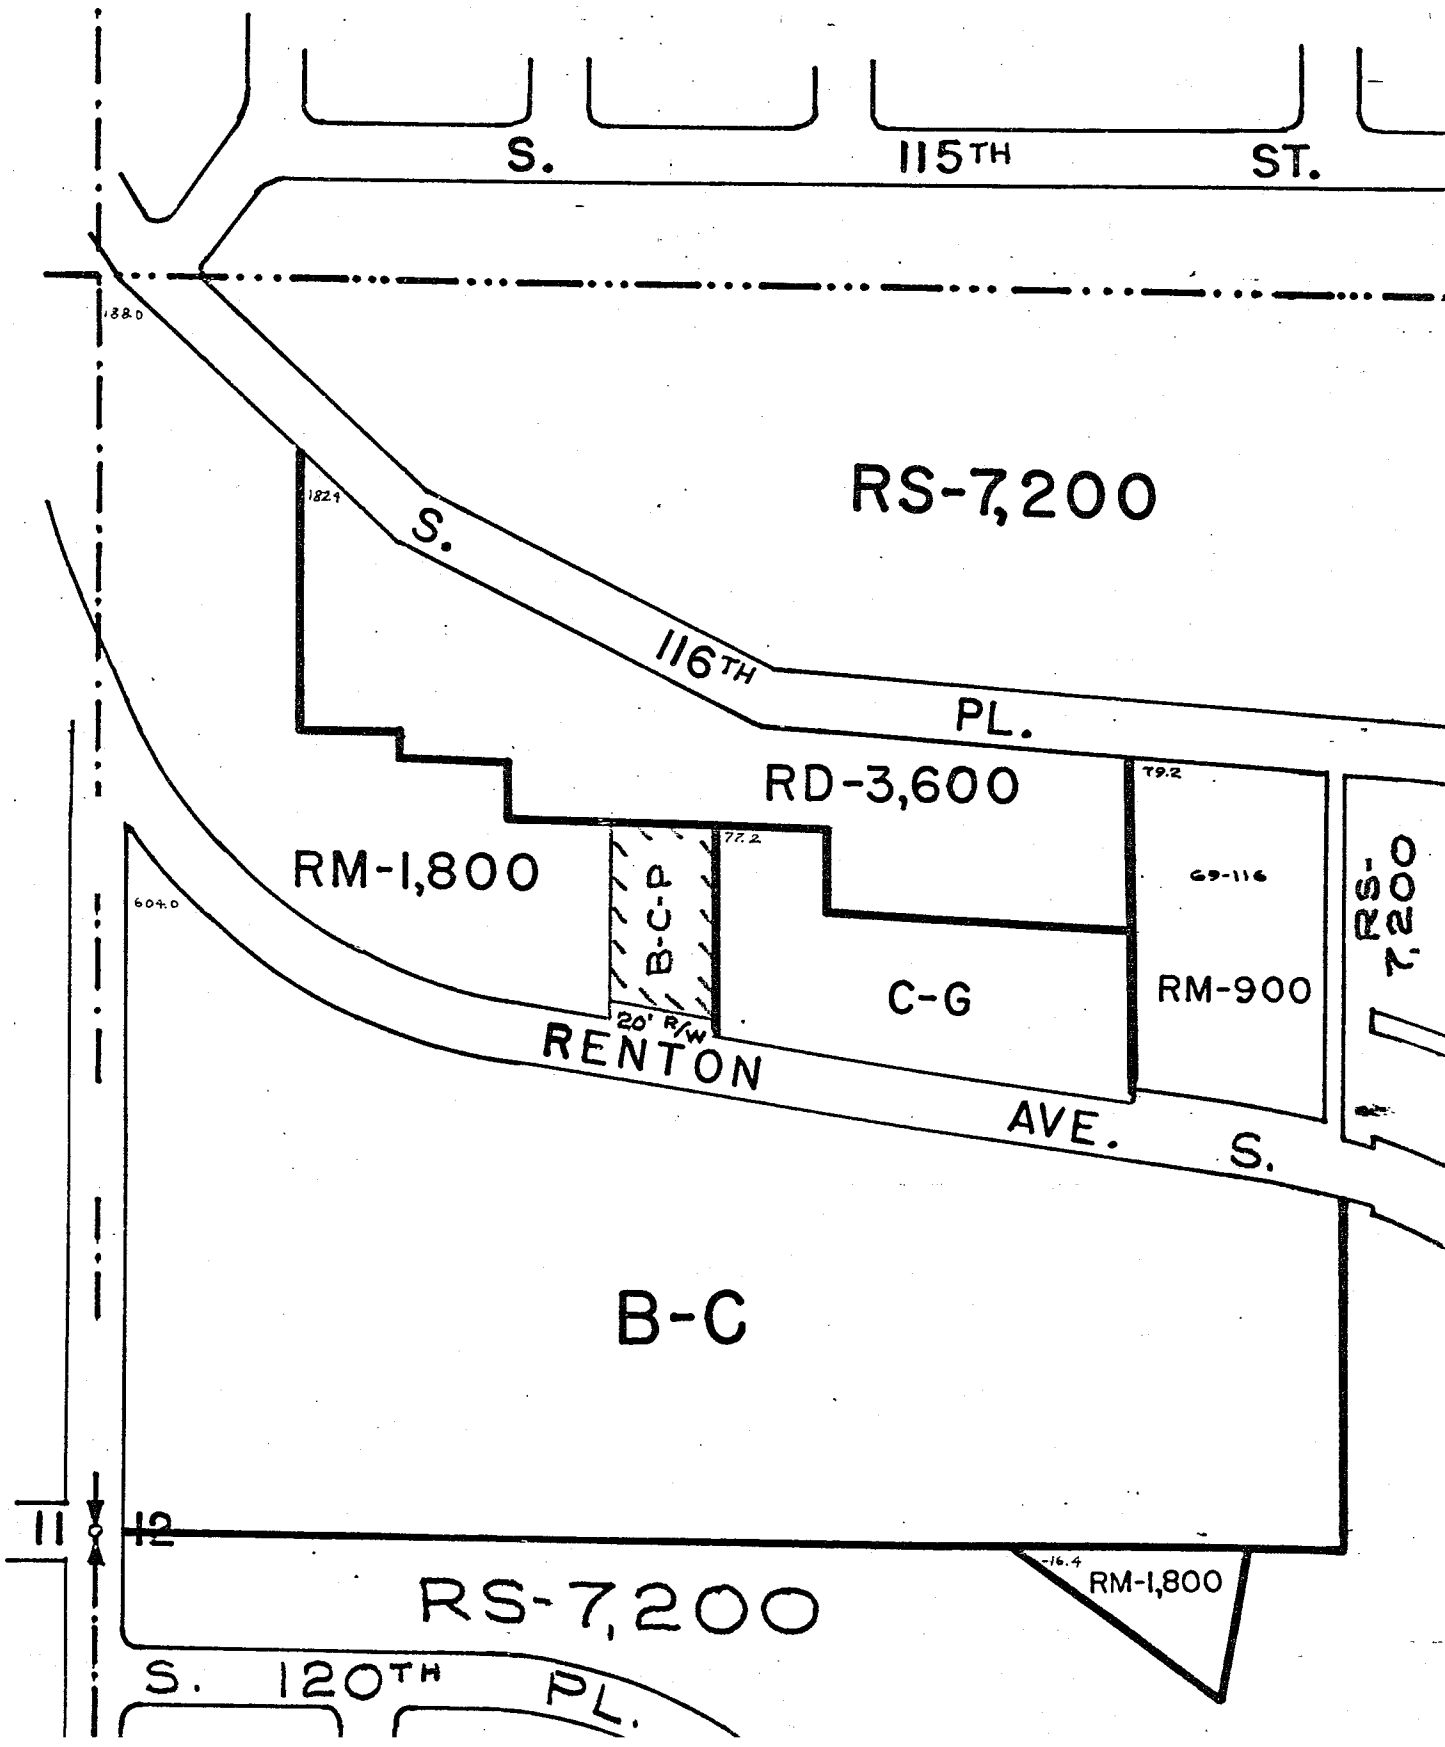 S. 115TH ST.
1880
RS-7,200
1824
S. 116TH PL.
RD-3,600
79.2
77.2
RM-1,800
B-C-P
69-116
RS-
7,200
604.0
C-G
RM-900
20' R/W
RENTON AVE. S.
B-C
11 12
-16.4
RM-1,800
RS-7,200
S. 120TH PL.